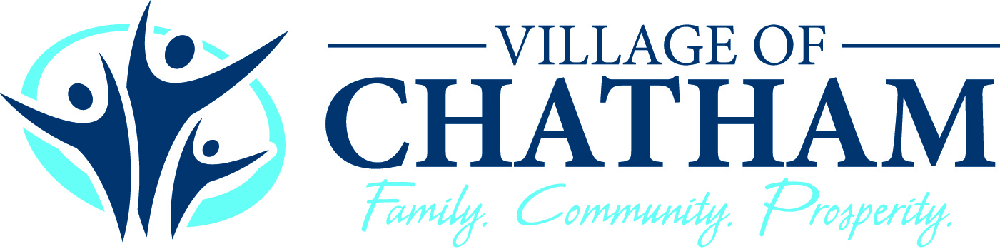 VILLAGE OF
CHATHAM
Family. Community. Prosperity.